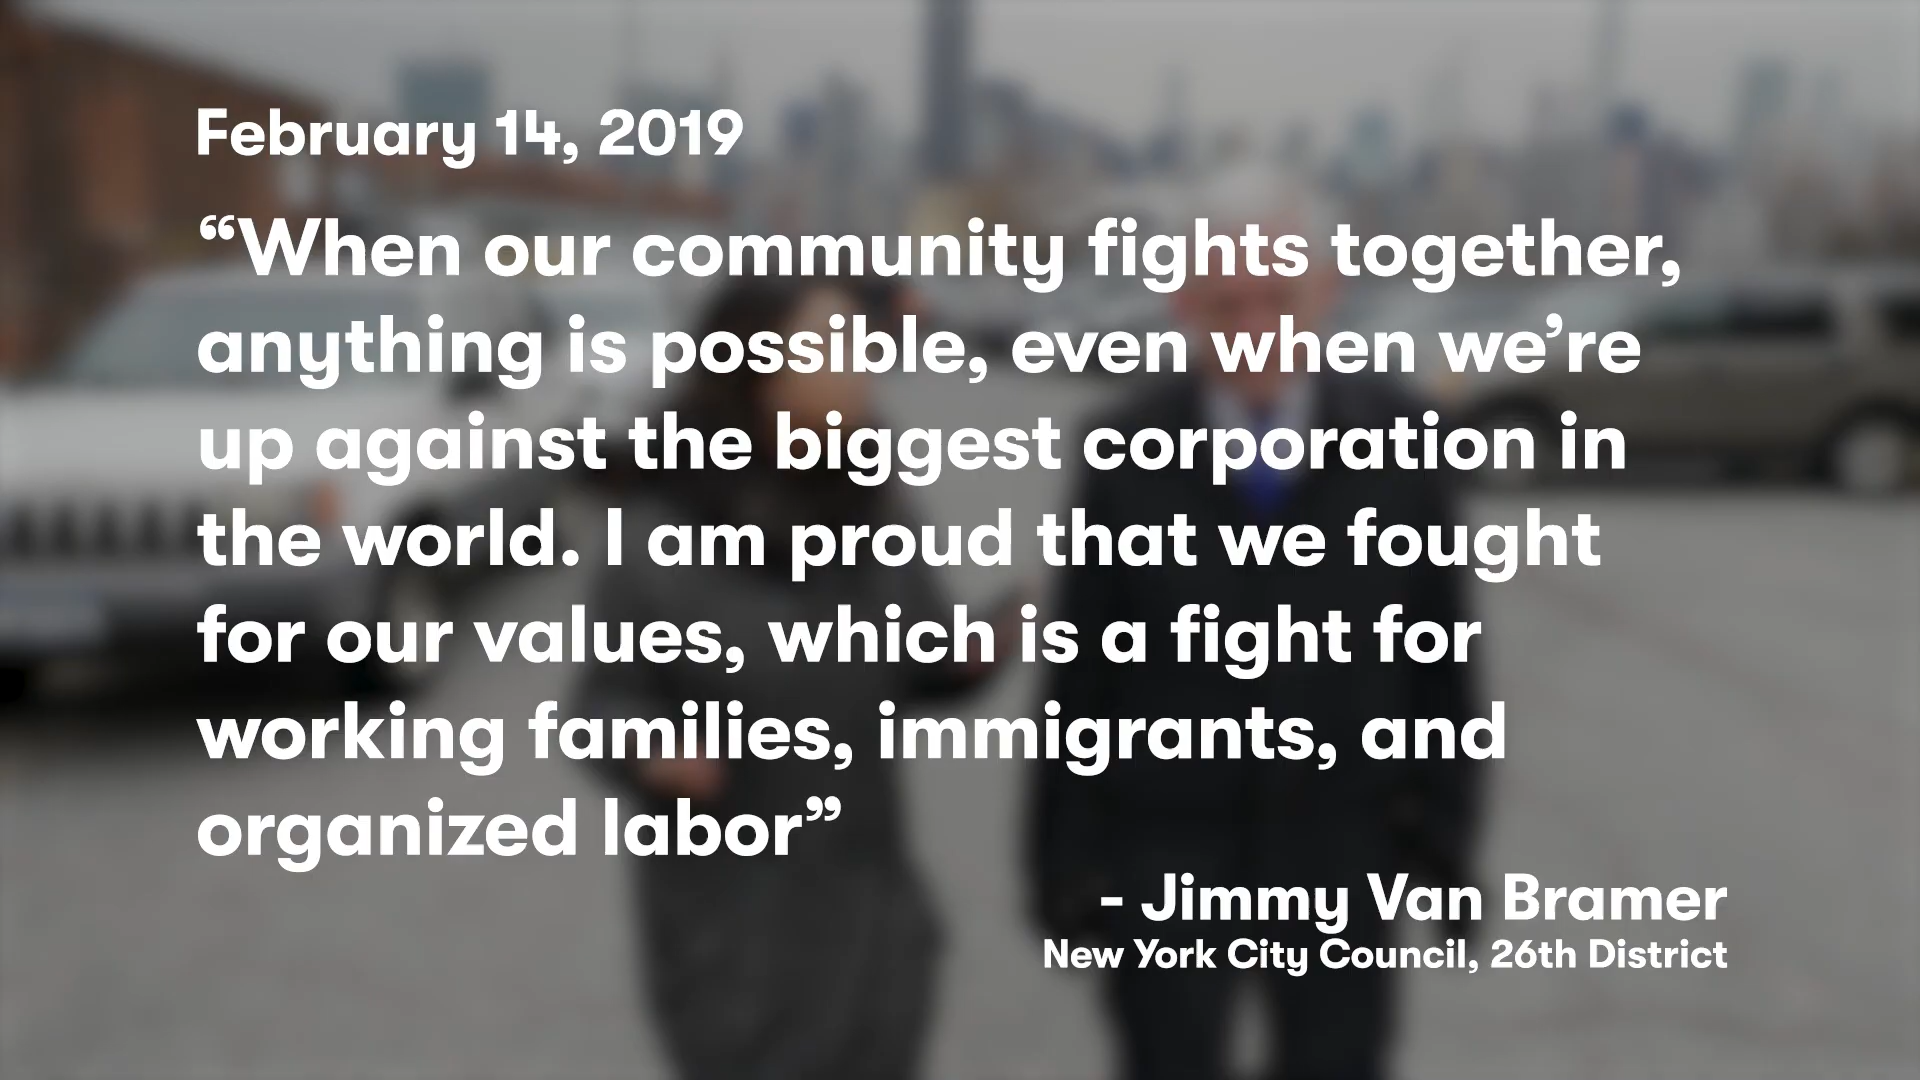 February 14, 2019
“When our community fights together,
anything is possible, even when we’re
up against the biggest corporation in
the world. I am proud that we fought
for our values, which is a fight for
working families, immigrants, and
organized labor”
- Jimmy Van Bramer
New York City Council, 26th District